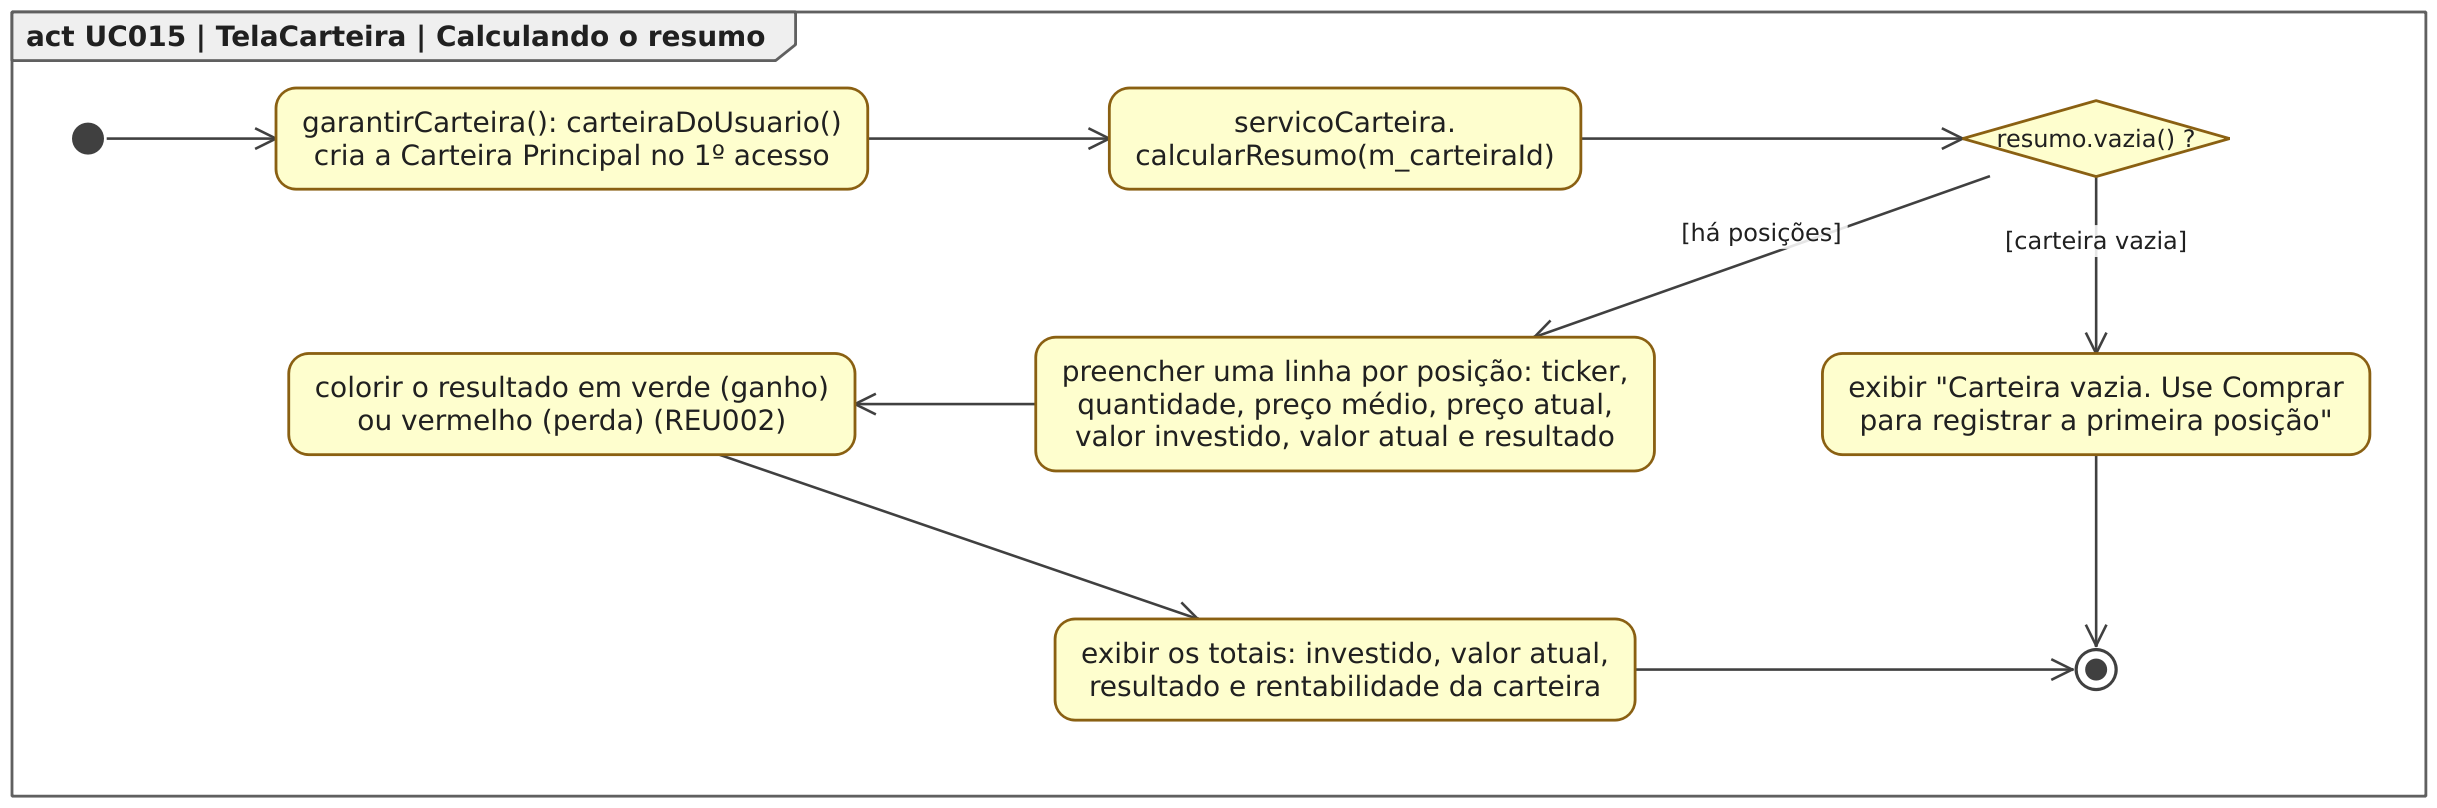 act UC015 | TelaCarteira | Calculando o resumo
garantirCarteira(): carteiraDoUsuario()
cria a Carteira Principal no 1º acesso
servicoCarteira.
calcularResumo(m_carteiraId)
resumo.vazia() ?
[há posições]
[carteira vazia]
colorir o resultado em verde (ganho)
ou vermelho (perda) (REU002)
preencher uma linha por posição: ticker,
quantidade, preço médio, preço atual,
valor investido, valor atual e resultado
exibir "Carteira vazia. Use Comprar
para registrar a primeira posição"
exibir os totais: investido, valor atual,
resultado e rentabilidade da carteira